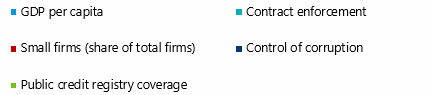 GDP per capita
Contract enforcement
Small firms (share of total firms)
Control of corruption
Public credit registry coverage